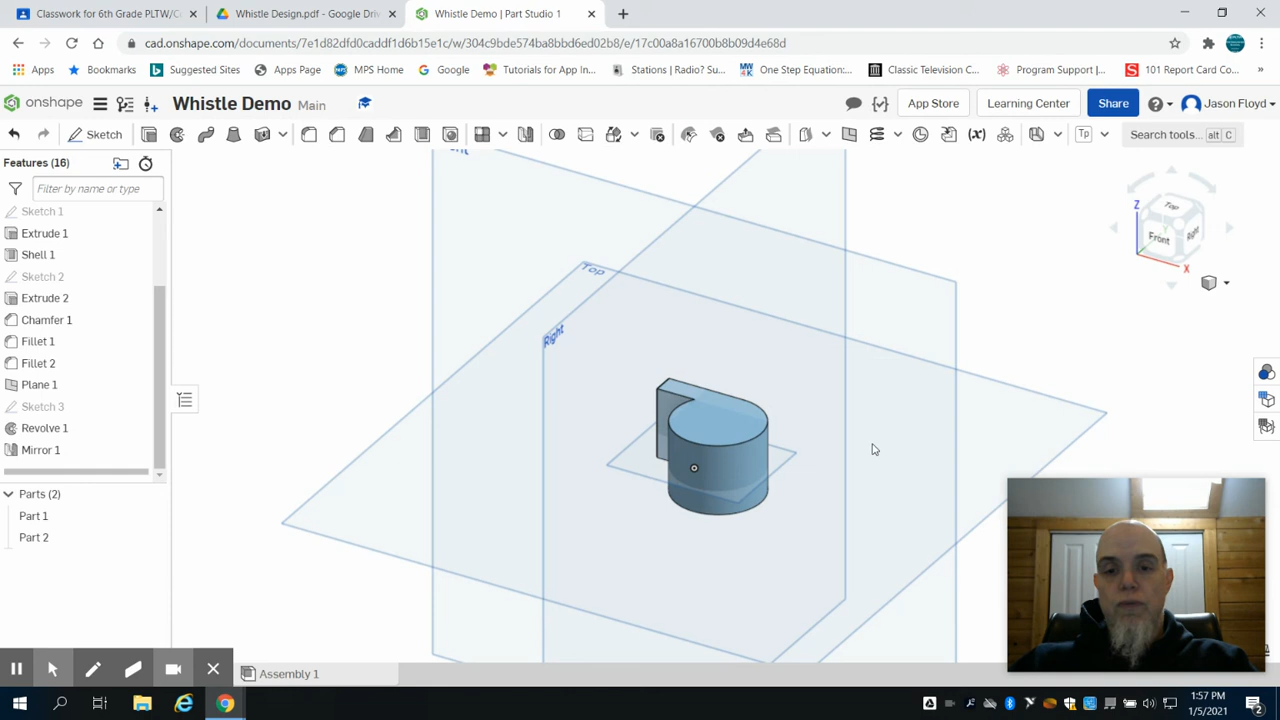 Classwork for 6th Grade PLTW/C
Whistle Design.pdf - Google Driv
Whistle Demo | Part Studio 1
cad.onshape.com/documents/7e1d82dfd0caddf1d6b15e1c/w/304c9bde574ba8bbd6ed02b8/e/17c00a8a16700b8b09d4e68d
Apps
Bookmarks
Suggested Sites
Apps Page
MPS Home
Google
Tutorials for App In...
Stations | Radio? Su...
One Step Equation:...
Classic Television C...
Program Support |...
101 Report Card Co...
onshape
Whistle Demo
Main
App Store
Learning Center
Share
Jason Floyd
Sketch
Search tools...
alt C
Features (16)
Filter by name or type
Sketch 1
Extrude 1
Shell 1
Sketch 2
Extrude 2
Chamfer 1
Fillet 1
Fillet 2
Plane 1
Sketch 3
Revolve 1
Mirror 1
Parts (2)
Part 1
Part 2
Top
Right
Z
Top
Front
Right
X
Assembly 1
1:57 PM
1/5/2021
2